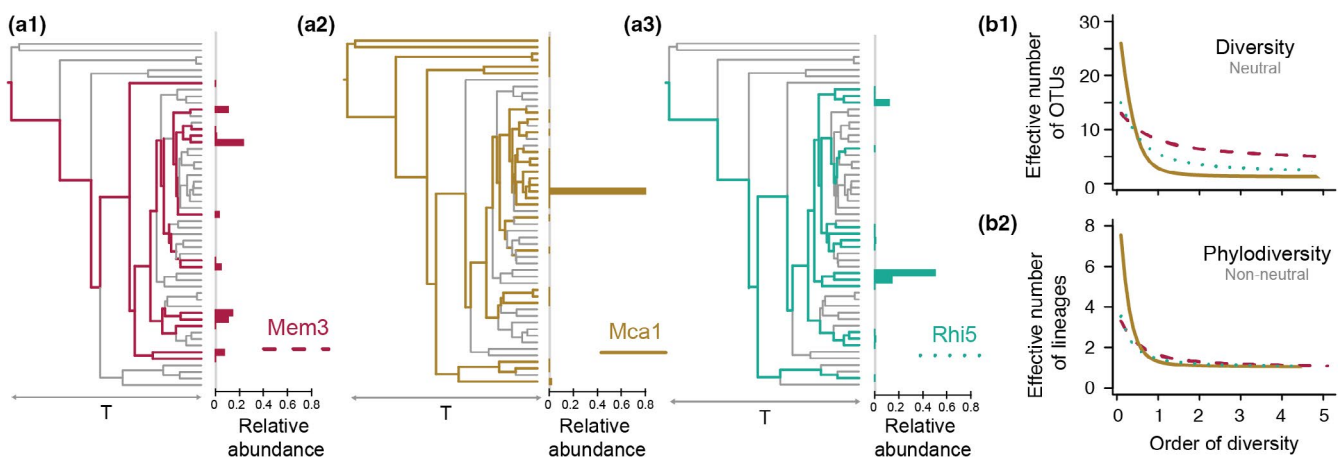 (a1)
Mem3
T
0 0.2 0.4 0.6 0.8
Relative
abundance
(a2)
Mca1
T
0 0.2 0.4 0.6 0.8
Relative
abundance
(a3)
Rhi5
T
0 0.2 0.4 0.6 0.8
Relative
abundance
(b1)
Effective number
of OTUs
30
20
10
0
Diversity
Neutral
(b2)
Effective number
of lineages
8
6
4
2
0
Phylodiversity
Non-neutral
0 1 2 3 4 5
Order of diversity